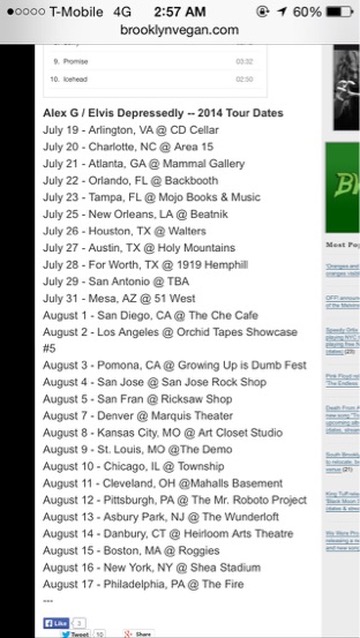 T-Mobile 4G 2:57 AM 60%
brooklynvegan.com
9. Promise 03:32
10. Icehead 02:50
Alex G / Elvis Depressedly -- 2014 Tour Dates
July 19 - Arlington, VA @ CD Cellar
July 20 - Charlotte, NC @ Area 15
July 21 - Atlanta, GA @ Mammal Gallery
July 22 - Orlando, FL @ Backbooth
July 23 - Tampa, FL @ Mojo Books & Music
July 25 - New Orleans, LA @ Beatnik
July 26 - Houston, TX @ Walters
July 27 - Austin, TX @ Holy Mountains
July 28 - For Worth, TX @ 1919 Hemphill
July 29 - San Antonio @ TBA
July 31 - Mesa, AZ @ 51 West
August 1 - San Diego, CA @ The Che Cafe
August 2 - Los Angeles @ Orchid Tapes Showcase
#5
August 3 - Pomona, CA @ Growing Up is Dumb Fest
August 4 - San Jose @ San Jose Rock Shop
August 5 - San Fran @ Ricksaw Shop
August 7 - Denver @ Marquis Theater
August 8 - Kansas City, MO @ Art Closet Studio
August 9 - St. Louis, MO @The Demo
August 10 - Chicago, IL @ Township
August 11 - Cleveland, OH @Mahalls Basement
August 12 - Pittsburgh, PA @ The Mr. Roboto Project
August 13 - Asbury Park, NJ @ The Wunderloft
August 14 - Danbury, CT @ Heirloom Arts Theatre
August 15 - Boston, MA @ Roggies
August 16 - New York, NY @ Shea Stadium
August 17 - Philadelphia, PA @ The Fire
---
Like 3
Tweet 10 Share
Most Po